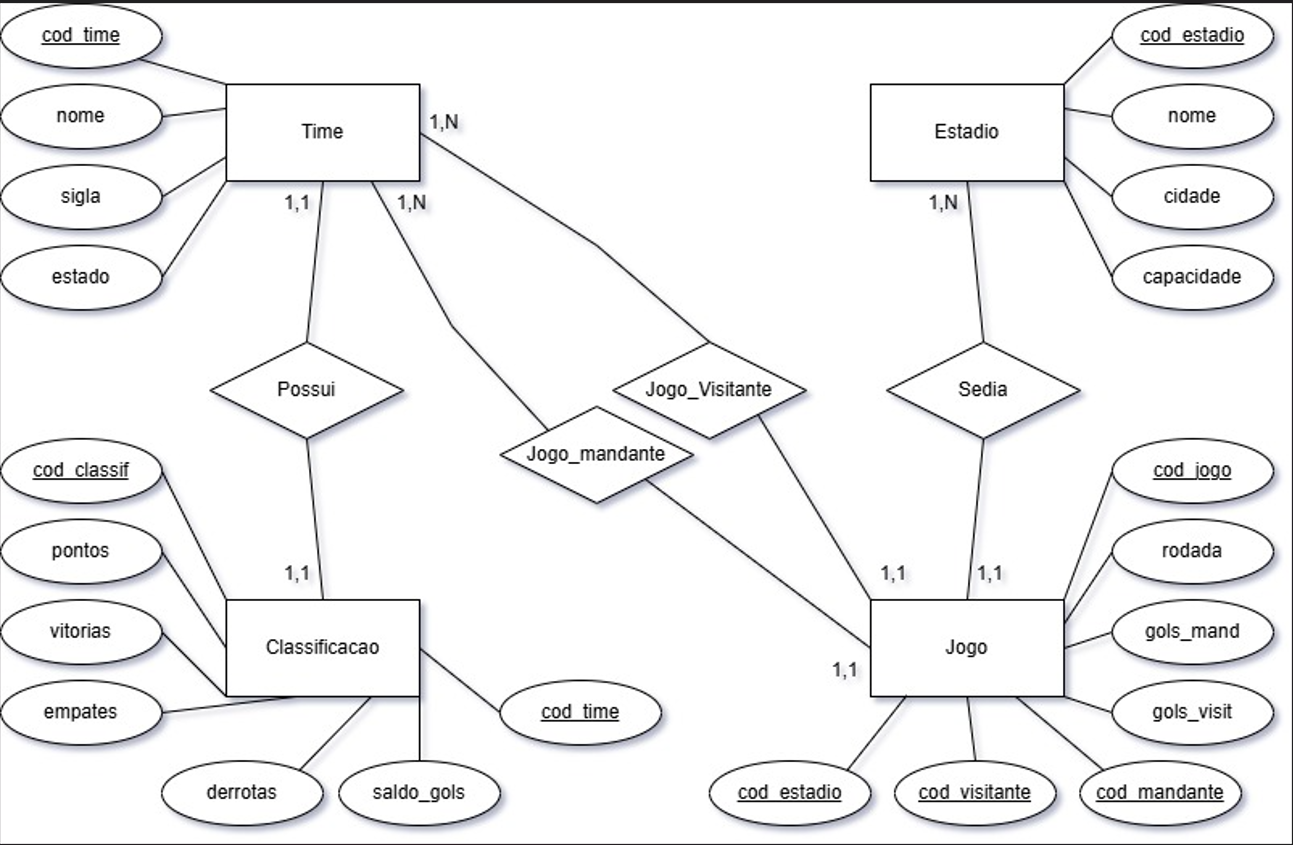 cod_time
nome
sigla
estado
Time
1,N
1,1
1,N
Estadio
1,N
cod_estadio
nome
cidade
capacidade
Possui
Jogo_Visitante
Jogo_mandante
Sedia
cod_classif
pontos
vitorias
empates
derrotas
saldo_gols
cod_time
1,1
Classificacao
1,1
1,1
1,1
Jogo
cod_jogo
rodada
gols_mand
gols_visit
cod_estadio
cod_visitante
cod_mandante